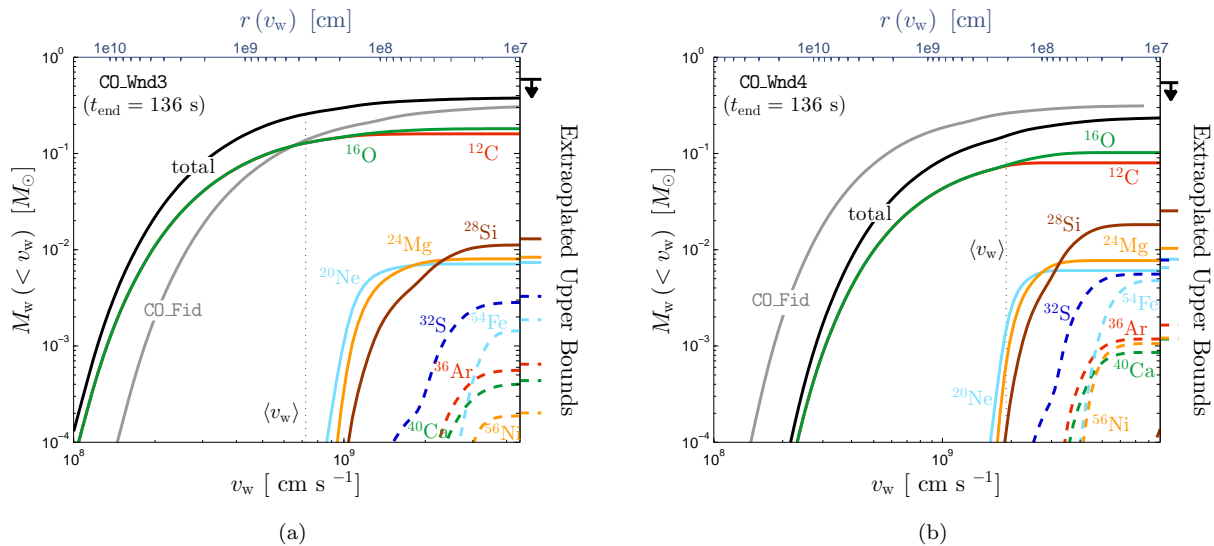 r (v_w) [cm]
1e10 1e9 1e8 1e7
10^0
10^-1
10^-2
10^-3
10^-4
M_w (< v_w) [M_⊙]
CO_Wnd3
(t_end = 136 s)
total
CO_Fid
^16O
^12C
^28Si
^24Mg
^20Ne
^32S
^54Fe
^36Ar
^40Ca
^56Ni
⟨v_w⟩
10^8 10^9
v_w [ cm s^-1]
Extraoplated Upper Bounds
(a)
r (v_w) [cm]
1e10 1e9 1e8 1e7
10^0
10^-1
10^-2
10^-3
10^-4
M_w (< v_w) [M_⊙]
CO_Wnd4
(t_end = 136 s)
total
CO_Fid
^16O
^12C
^28Si
^24Mg
⟨v_w⟩
^32S
^54Fe
^36Ar
^40Ca
^20Ne
^56Ni
10^8 10^9
v_w [ cm s^-1]
Extraoplated Upper Bounds
(b)